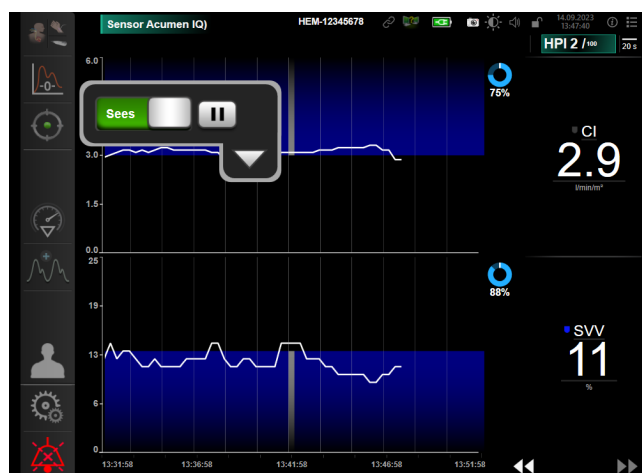 Sensor Acumen IQ)
HEM-12345678
14.09.2023
13:47:40
HPI 2 /100
20 s
6.0
75%
Sees
CI
2.9
l/min/m²
3.0
1.5
-0-
0.0
25
88%
19
SVV
11
%
13
6
0
13:31:58 13:36:58 13:41:58 13:46:58 13:51:58